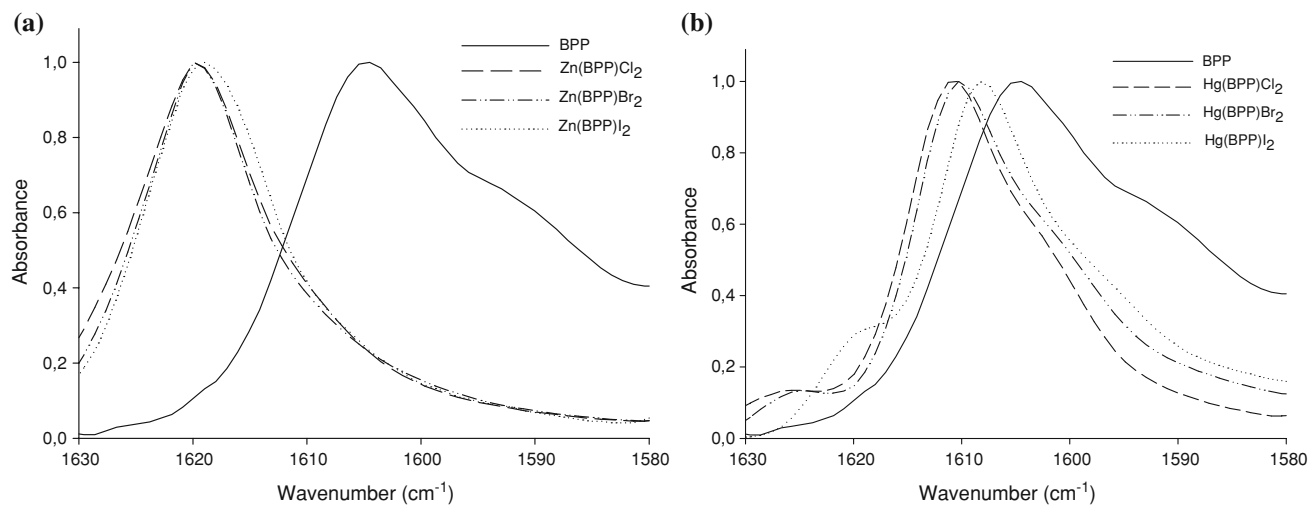 (a)
BPP
Zn(BPP)Cl2
Zn(BPP)Br2
Zn(BPP)I2
1,0
0,8
0,6
0,4
0,2
0,0
Absorbance
1630 1620 1610 1600 1590 1580
Wavenumber (cm-1)
(b)
BPP
Hg(BPP)Cl2
Hg(BPP)Br2
Hg(BPP)I2
1,0
0,8
0,6
0,4
0,2
0,0
Absorbance
1630 1620 1610 1600 1590 1580
Wavenumber (cm-1)